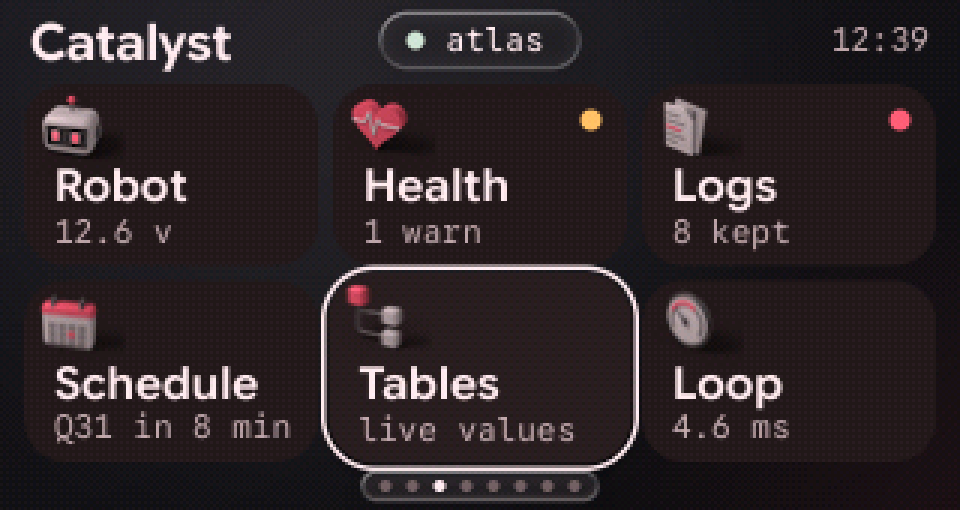 Catalyst
atlas
12:39
Robot
12.6 v
Health
1 warn
Logs
8 kept
Schedule
Q31 in 8 min
Tables
live values
Loop
4.6 ms